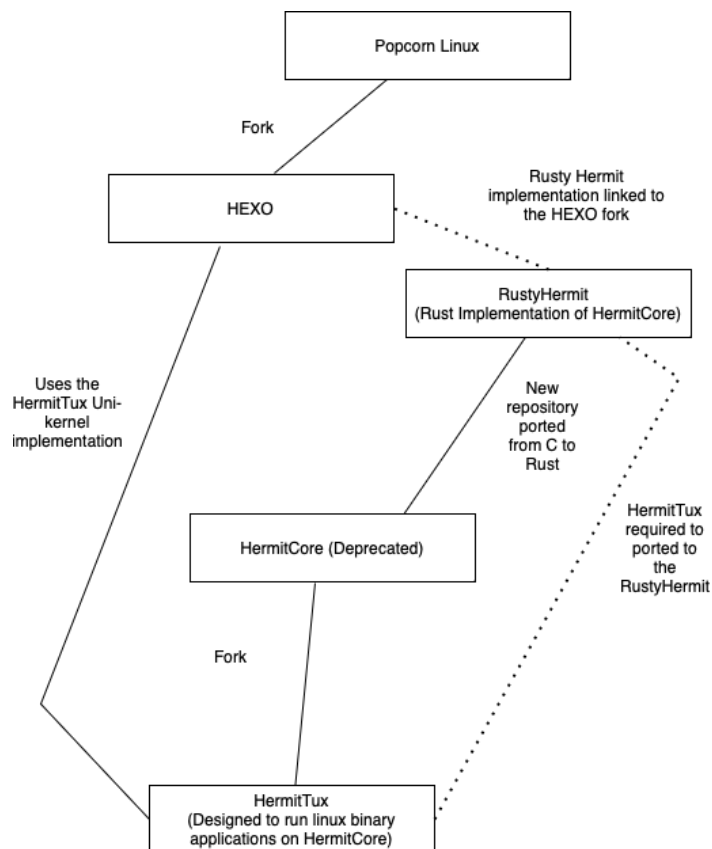 Popcorn Linux
Fork
HEXO
Rusty Hermit
implementation linked to
the HEXO fork
RustyHermit
(Rust Implementation of HermitCore)
Uses the
HermitTux Uni-
kernel
implementation
New
repository
ported
from C to
Rust
HermitTux
required to
ported to
the
RustyHermit
HermitCore (Deprecated)
Fork
HermitTux
(Designed to run linux binary
applications on HermitCore)